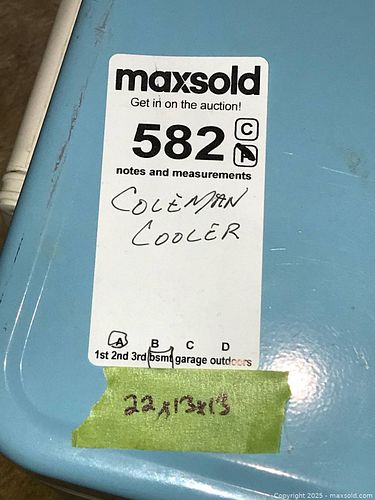 maxsold
Get in on the auction!
582 C
A
notes and measurements
COLEMAN
COOLER
A B C D
1st 2nd 3rd bsmt garage outdoors
22x13x13
© Copyright 2025 - maxsold.com